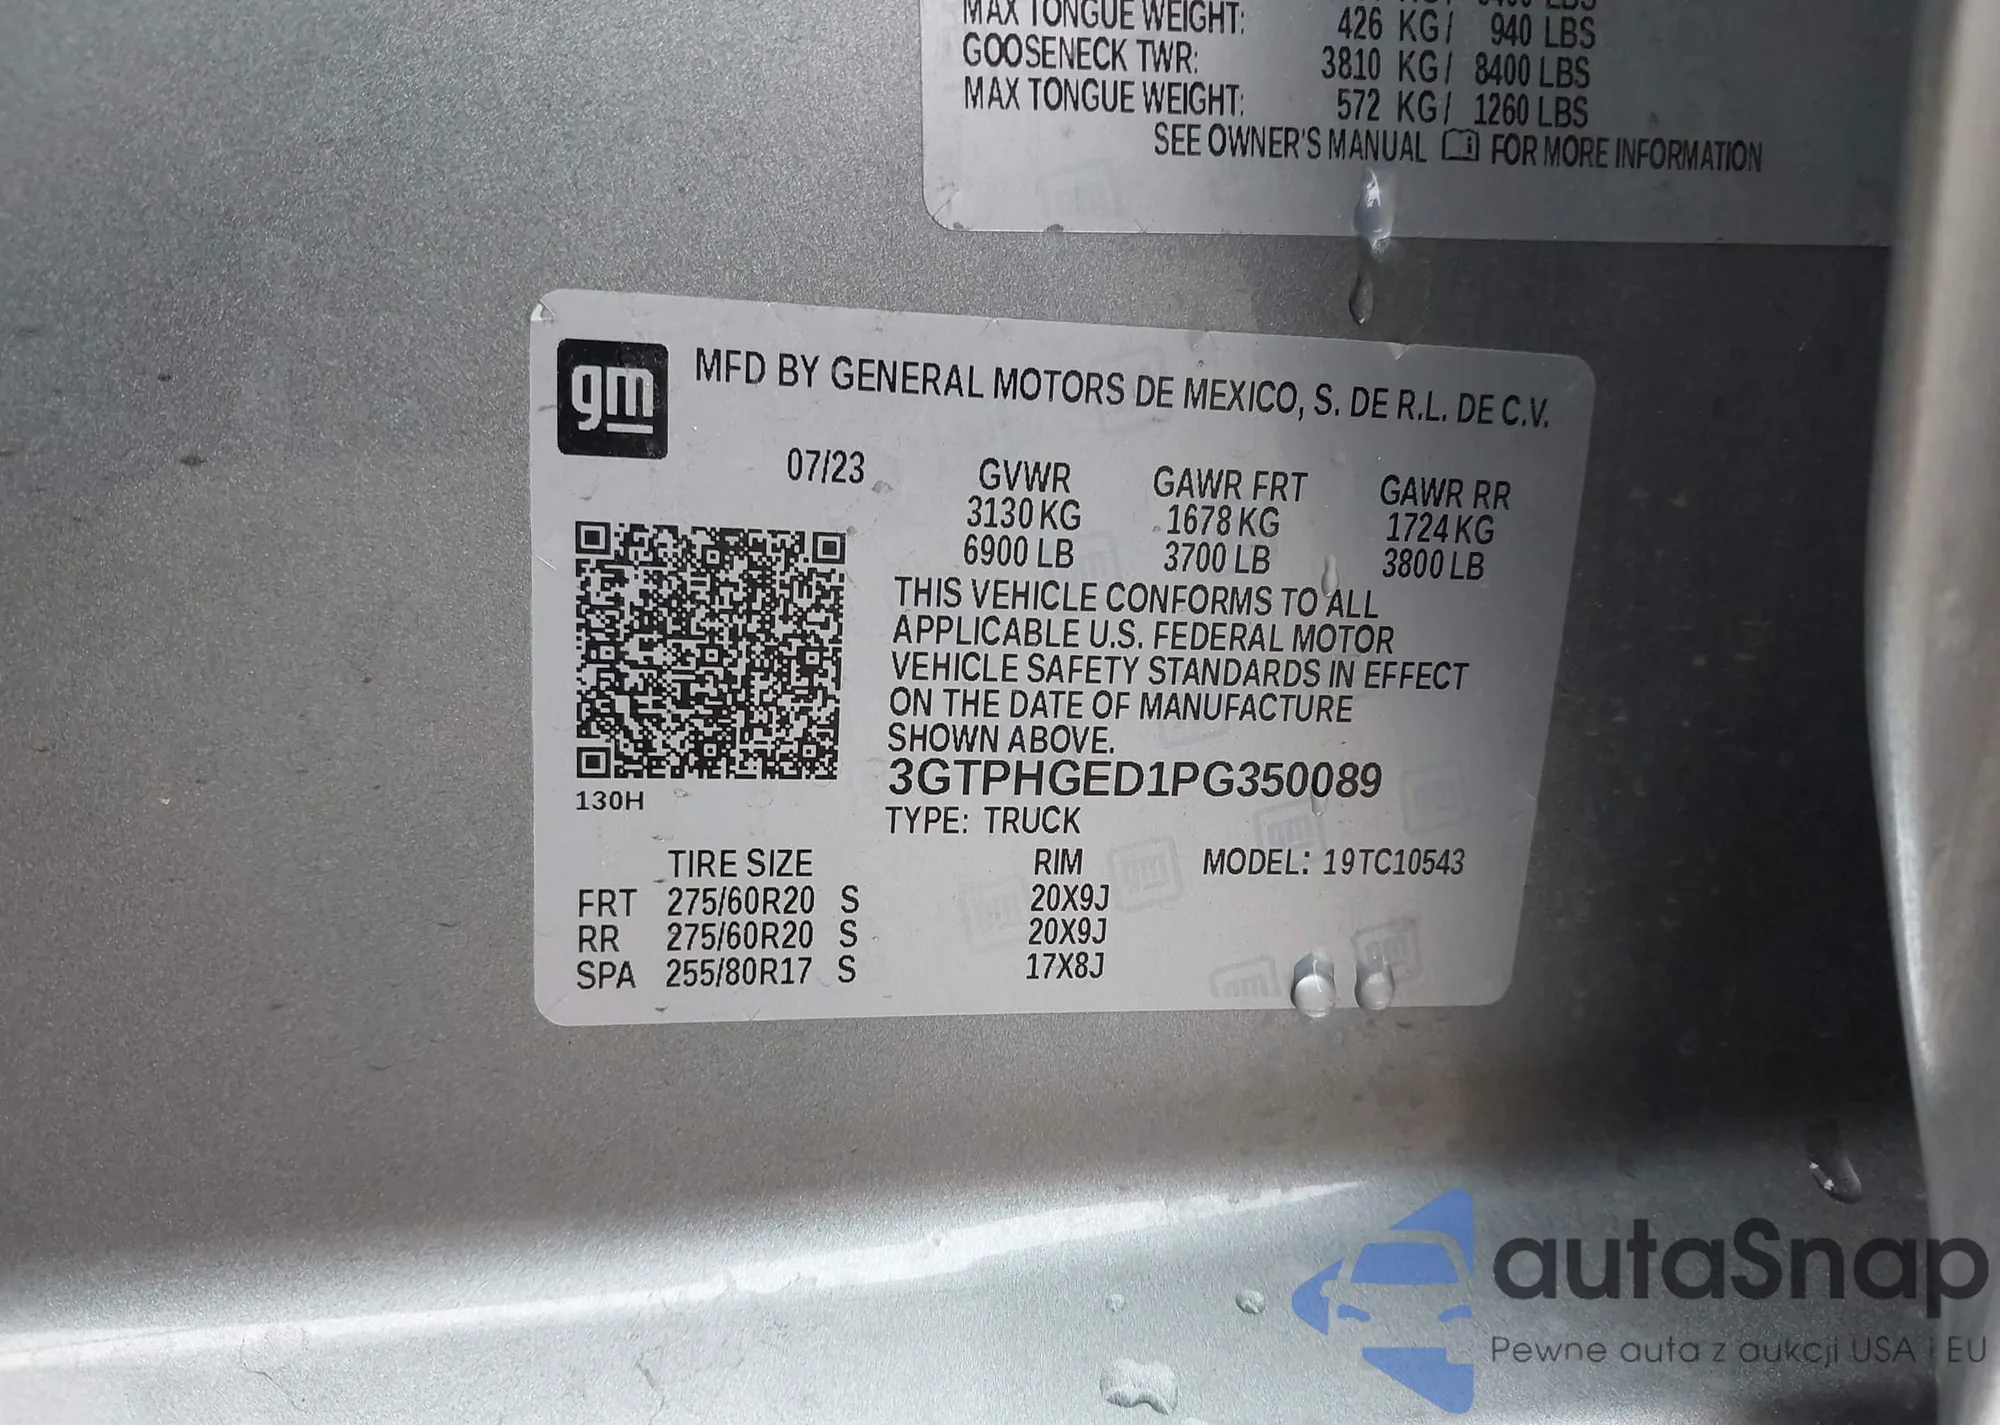 MAX TONGUE WEIGHT: 426 KG/ 940 LBS
GOOSENECK TWR: 3810 KG/ 8400 LBS
MAX TONGUE WEIGHT: 572 KG/ 1260 LBS
SEE OWNER'S MANUAL FOR MORE INFORMATION
gm
MFD BY GENERAL MOTORS DE MEXICO, S. DE R.L. DE C.V.
07/23 GVWR GAWR FRT GAWR RR
3130 KG 1678 KG 1724 KG
6900 LB 3700 LB 3800 LB
THIS VEHICLE CONFORMS TO ALL
APPLICABLE U.S. FEDERAL MOTOR
VEHICLE SAFETY STANDARDS IN EFFECT
ON THE DATE OF MANUFACTURE
SHOWN ABOVE.
3GTPHGED1PG350089
130H
TYPE: TRUCK
TIRE SIZE RIM MODEL: 19TC10543
FRT 275/60R20 S 20X9J
RR 275/60R20 S 20X9J
SPA 255/80R17 S 17X8J
autaSnap
Pewne auta z aukcji USA i EU